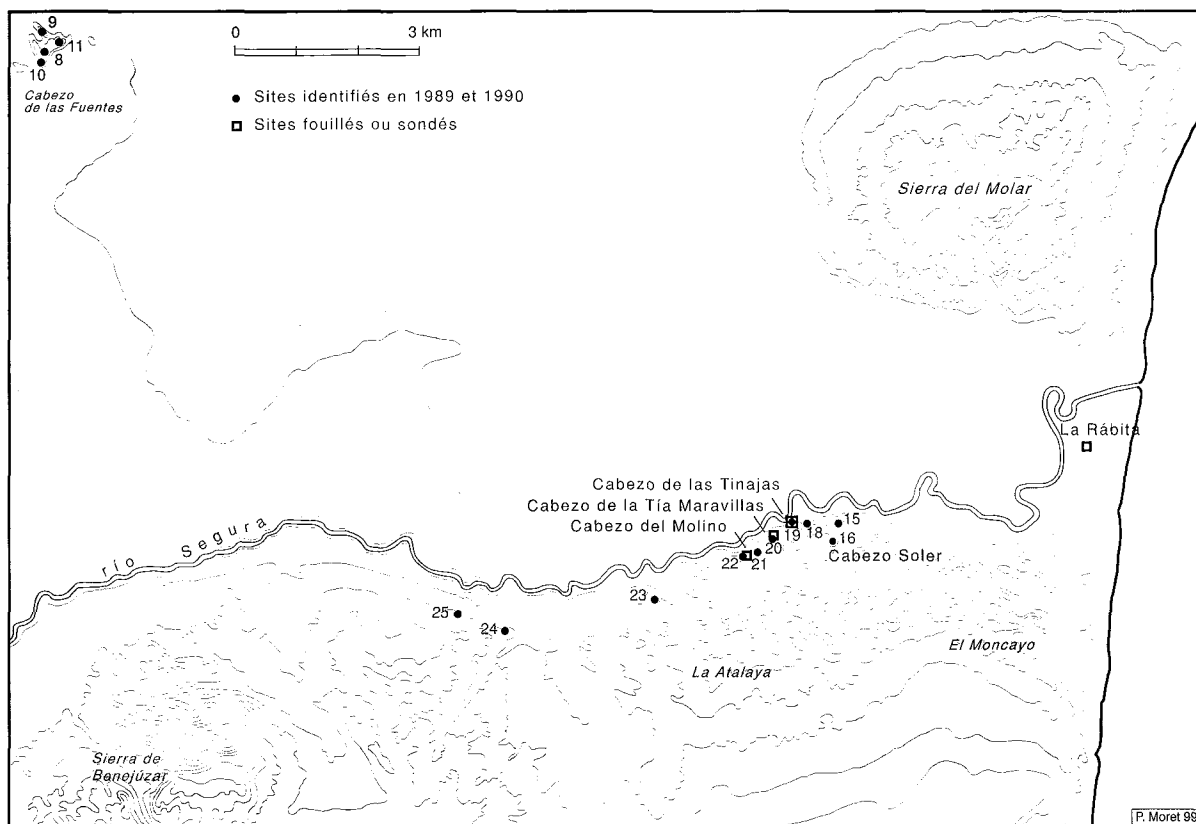 9
11
8
10
Cabezo
de las Fuentes
0 3 km
Sites identifiés en 1989 et 1990
Sites fouillés ou sondés
Sierra del Molar
La Rábita
Cabezo de las Tinajas
Cabezo de la Tía Maravillas
Cabezo del Molino
19
18
15
16
20
21
22
Cabezo Soler
río Segura
23
25
24
El Moncayo
La Atalaya
Sierra de
Benejúzar
P. Moret 99